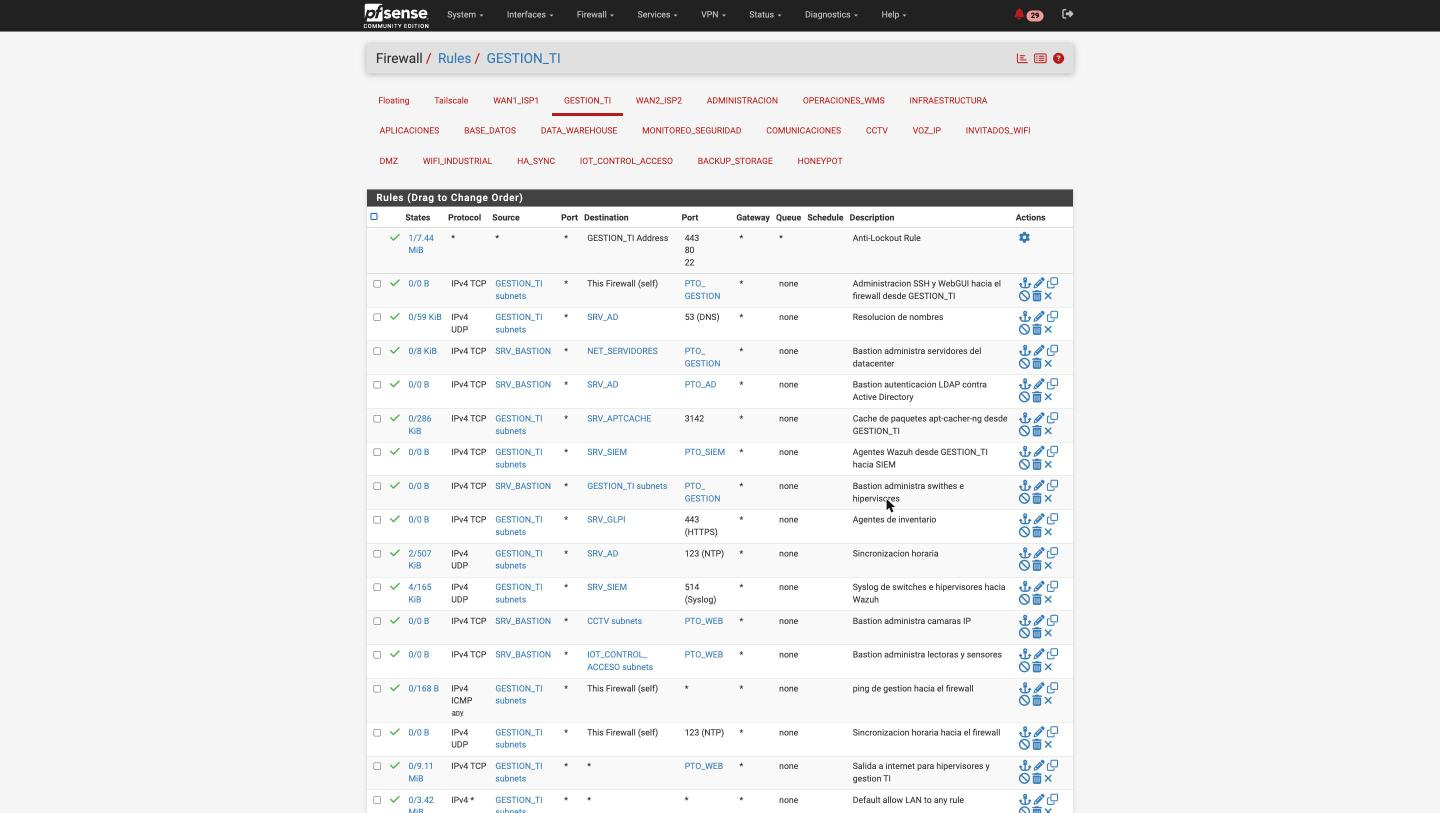 pfsense System Interfaces Firewall Services VPN Status Diagnostics Help 29
COMMUNITY EDITION
Firewall / Rules / GESTION_TI
Floating Tailscale WAN1_ISP1 GESTION_TI WAN2_ISP2 ADMINISTRACION OPERACIONES_WMS INFRAESTRUCTURA
APLICACIONES BASE_DATOS DATA_WAREHOUSE MONITOREO_SEGURIDAD COMUNICACIONES CCTV VOZ_IP INVITADOS_WIFI
DMZ WIFI_INDUSTRIAL HA_SYNC IOT_CONTROL_ACCESO BACKUP_STORAGE HONEYPOT
Rules (Drag to Change Order)
States Protocol Source Port Destination Port Gateway Queue Schedule Description Actions
1/7.44 * * * GESTION_TI Address 443 * * Anti-Lockout Rule
MiB 80
22
0/0 B IPv4 TCP GESTION_TI * This Firewall (self) PTO_ * none Administracion SSH y WebGUI hacia el
subnets GESTION firewall desde GESTION_TI
0/59 KiB IPv4 GESTION_TI * SRV_AD 53 (DNS) * none Resolucion de nombres
UDP subnets
0/8 KiB IPv4 TCP SRV_BASTION * NET_SERVIDORES PTO_ * none Bastion administra servidores del
GESTION datacenter
0/0 B IPv4 TCP SRV_BASTION * SRV_AD PTO_AD * none Bastion autenticacion LDAP contra
Active Directory
0/286 IPv4 TCP GESTION_TI * SRV_APTCACHE 3142 * none Cache de paquetes apt-cacher-ng desde
KiB subnets GESTION_TI
0/0 B IPv4 TCP GESTION_TI * SRV_SIEM PTO_SIEM * none Agentes Wazuh desde GESTION_TI
subnets hacia SIEM
0/0 B IPv4 TCP SRV_BASTION * GESTION_TI subnets PTO_ * none Bastion administra swithes e
GESTION hipervisores
0/0 B IPv4 TCP GESTION_TI * SRV_GLPI 443 * none Agentes de inventario
subnets (HTTPS)
2/507 IPv4 GESTION_TI * SRV_AD 123 (NTP) * none Sincronizacion horaria
KiB UDP subnets
4/165 IPv4 GESTION_TI * SRV_SIEM 514 * none Syslog de switches e hipervisores hacia
KiB UDP subnets (Syslog) Wazuh
0/0 B IPv4 TCP SRV_BASTION * CCTV subnets PTO_WEB * none Bastion administra camaras IP
0/0 B IPv4 TCP SRV_BASTION * IOT_CONTROL_ PTO_WEB * none Bastion administra lectoras y sensores
ACCESO subnets
0/168 B IPv4 GESTION_TI * This Firewall (self) * * none ping de gestion hacia el firewall
ICMP subnets
any
0/0 B IPv4 GESTION_TI * This Firewall (self) 123 (NTP) * none Sincronizacion horaria hacia el firewall
UDP subnets
0/9.11 IPv4 TCP GESTION_TI * * PTO_WEB * none Salida a internet para hipervisores y
MiB subnets gestion TI
0/3.42 IPv4 * GESTION_TI * * * * none Default allow LAN to any rule
MiB subnets